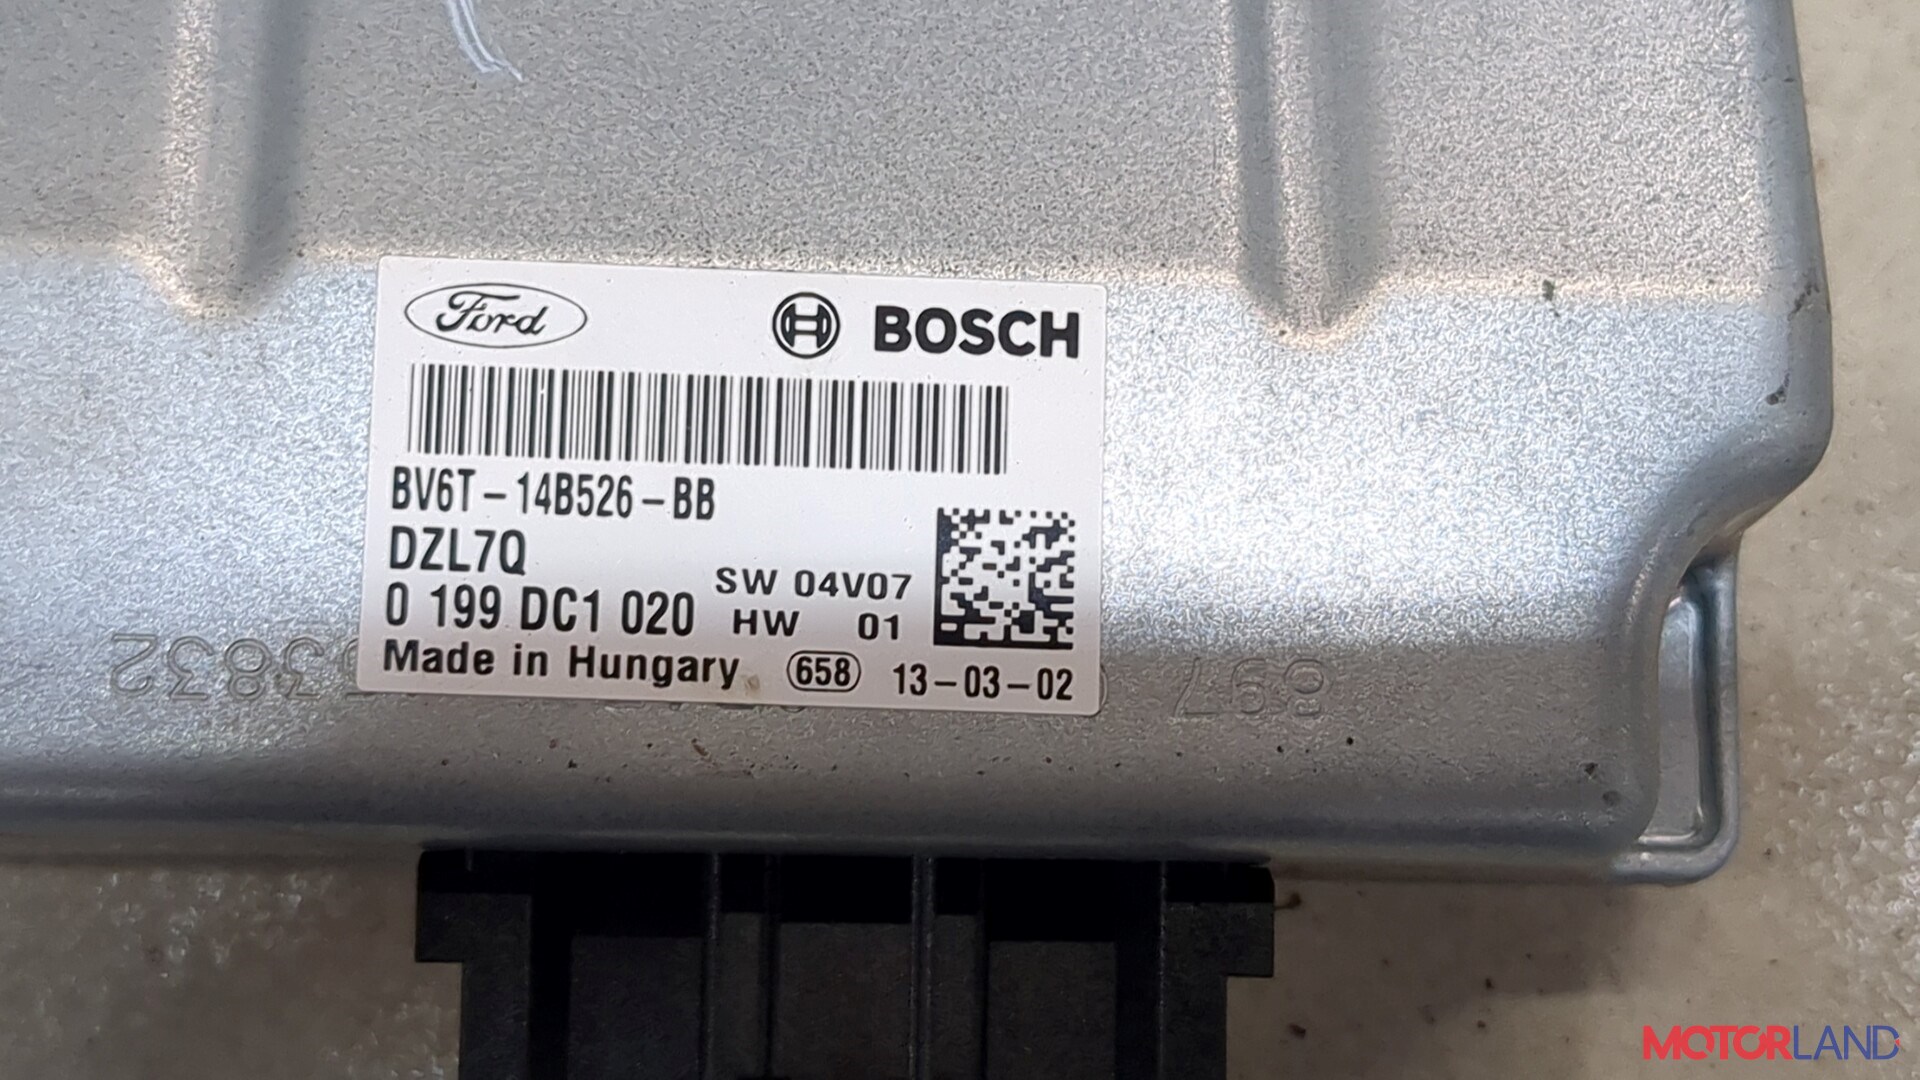 Ford
BOSCH
BV6T-14B526-BB
DZL7Q
0 199 DC1 020
SW 04V07
HW 01
Made in Hungary
658
13-03-02
897
MOTORLAND